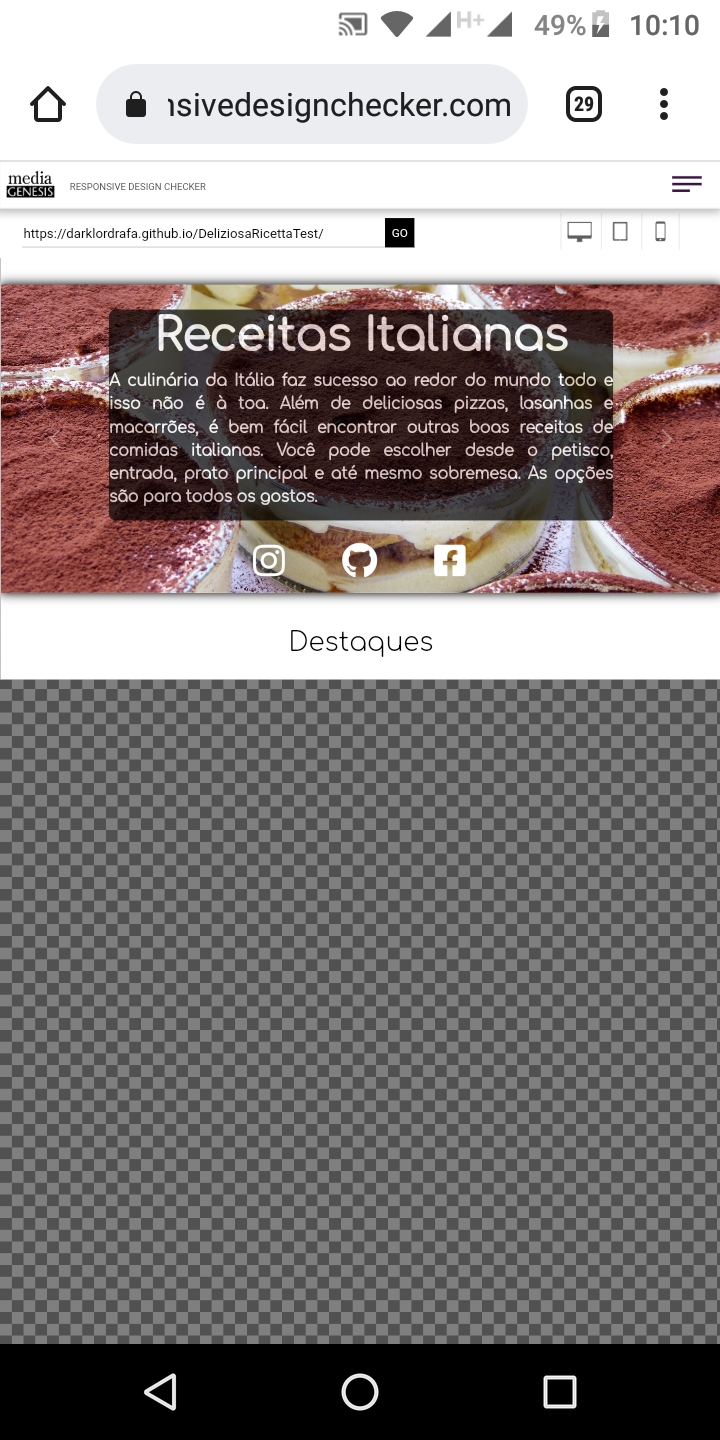 H+ 49% 10:10
nsivedesignchecker.com 29
media
GENESIS RESPONSIVE DESIGN CHECKER
https://darklordrafa.github.io/DeliziosaRicettaTest/ GO
Receitas Italianas
A culinária da Itália faz sucesso ao redor do mundo todo e
isso não é à toa. Além de deliciosas pizzas, lasanhas e
macarrões, é bem fácil encontrar outras boas receitas de
comidas italianas. Você pode escolher desde o petisco,
entrada, prato principal e até mesmo sobremesa. As opções
são para todos os gostos.
Destaques